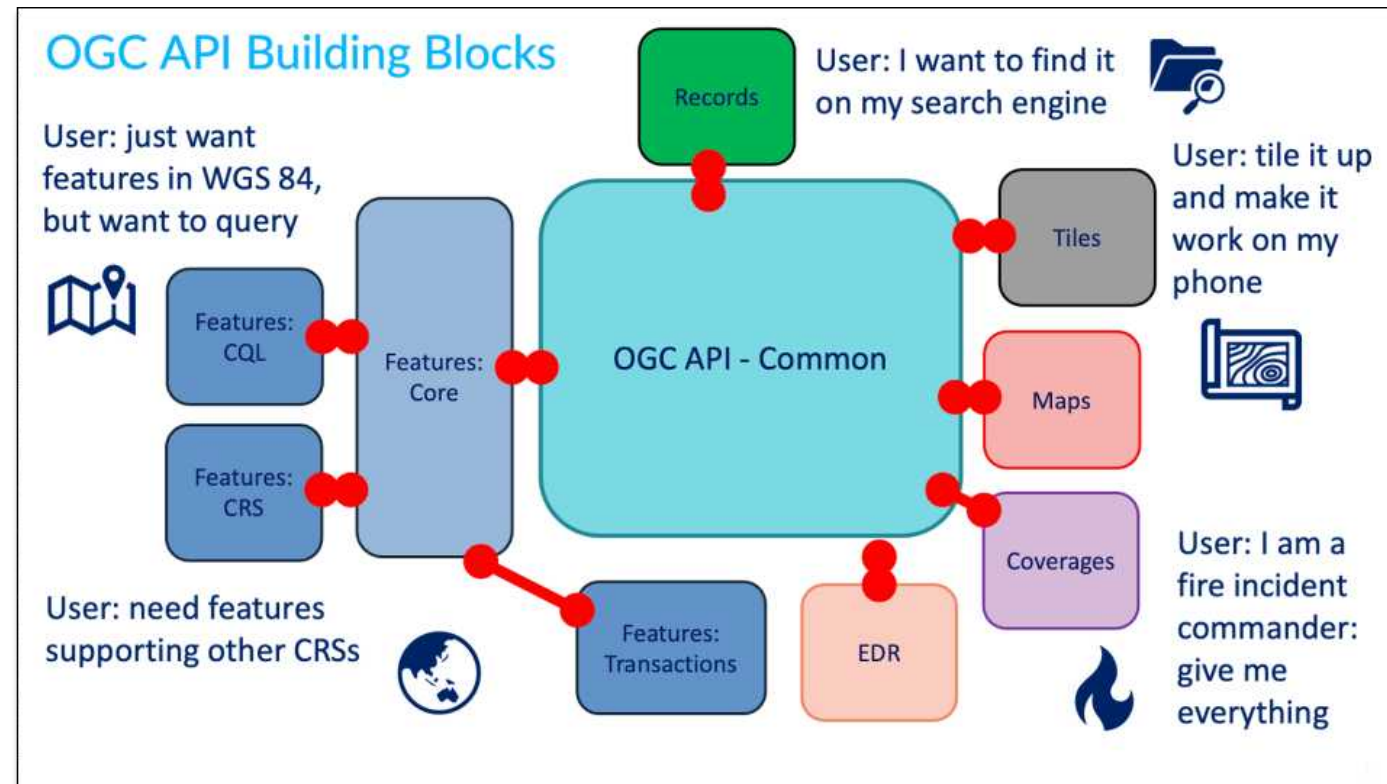 OGC API Building Blocks
User: just want
features in WGS 84,
but want to query
Records
User: I want to find it
on my search engine
User: tile it up
and make it
work on my
phone
Tiles
Features:
CQL
Features:
Core
OGC API - Common
Maps
Features:
CRS
Coverages
User: I am a
fire incident
commander:
give me
everything
User: need features
supporting other CRSs
Features:
Transactions
EDR